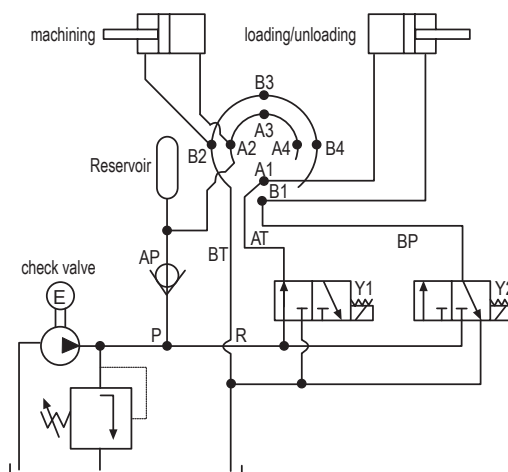 machining
loading/unloading
B3
A3
B2
A2
A4
B4
Reservoir
A1
B1
AP
BT
AT
BP
check valve
E
Y1
Y2
P
R